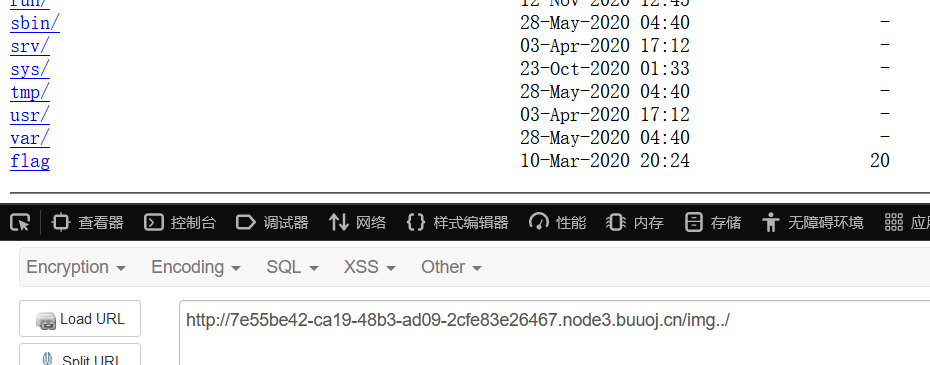 run/ 12-Nov-2020 12:45 -
sbin/ 28-May-2020 04:40 -
srv/ 03-Apr-2020 17:12 -
sys/ 23-Oct-2020 01:33 -
tmp/ 28-May-2020 04:40 -
usr/ 03-Apr-2020 17:12 -
var/ 28-May-2020 04:40 -
flag 10-Mar-2020 20:24 20
查看器 控制台 调试器 网络 样式编辑器 性能 内存 存储 无障碍环境
Encryption Encoding SQL XSS Other
Load URL http://7e55be42-ca19-48b3-ad09-2cfe83e26467.node3.buuoj.cn/img../
Split URL